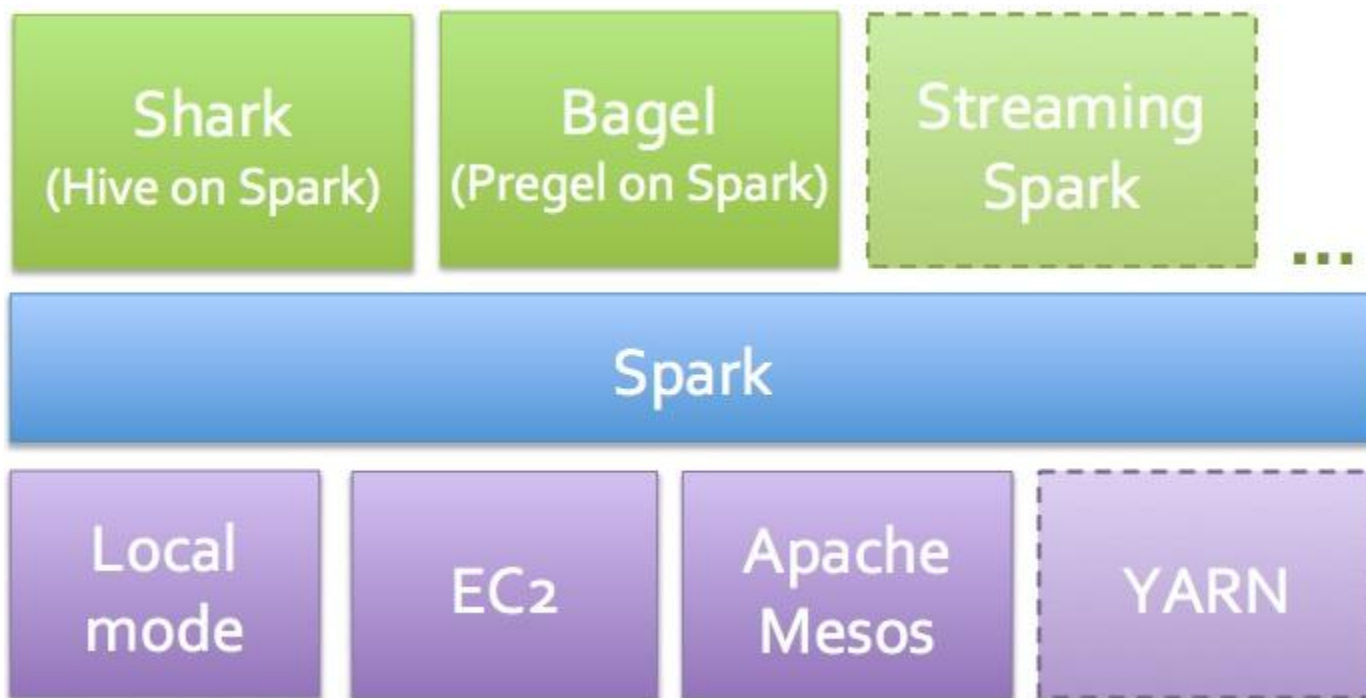 Shark
(Hive on Spark)
Bagel
(Pregel on Spark)
Streaming
Spark
...
Spark
Local
mode
EC2
Apache
Mesos
YARN